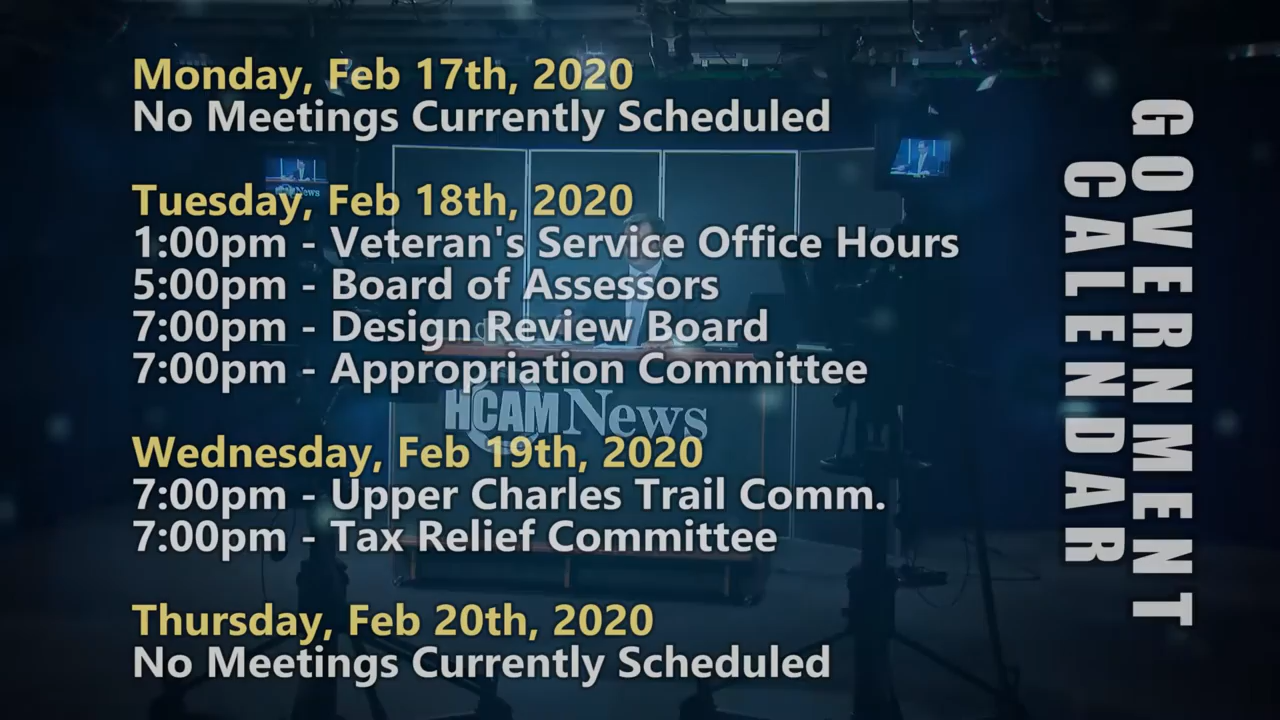 Monday, Feb 17th, 2020
No Meetings Currently Scheduled
Tuesday, Feb 18th, 2020
1:00pm - Veteran's Service Office Hours
5:00pm - Board of Assessors
7:00pm - Design Review Board
7:00pm - Appropriation Committee
Wednesday, Feb 19th, 2020
7:00pm - Upper Charles Trail Comm.
7:00pm - Tax Relief Committee
Thursday, Feb 20th, 2020
No Meetings Currently Scheduled
GOVERNMENT
CALENDAR
HCAM News
News